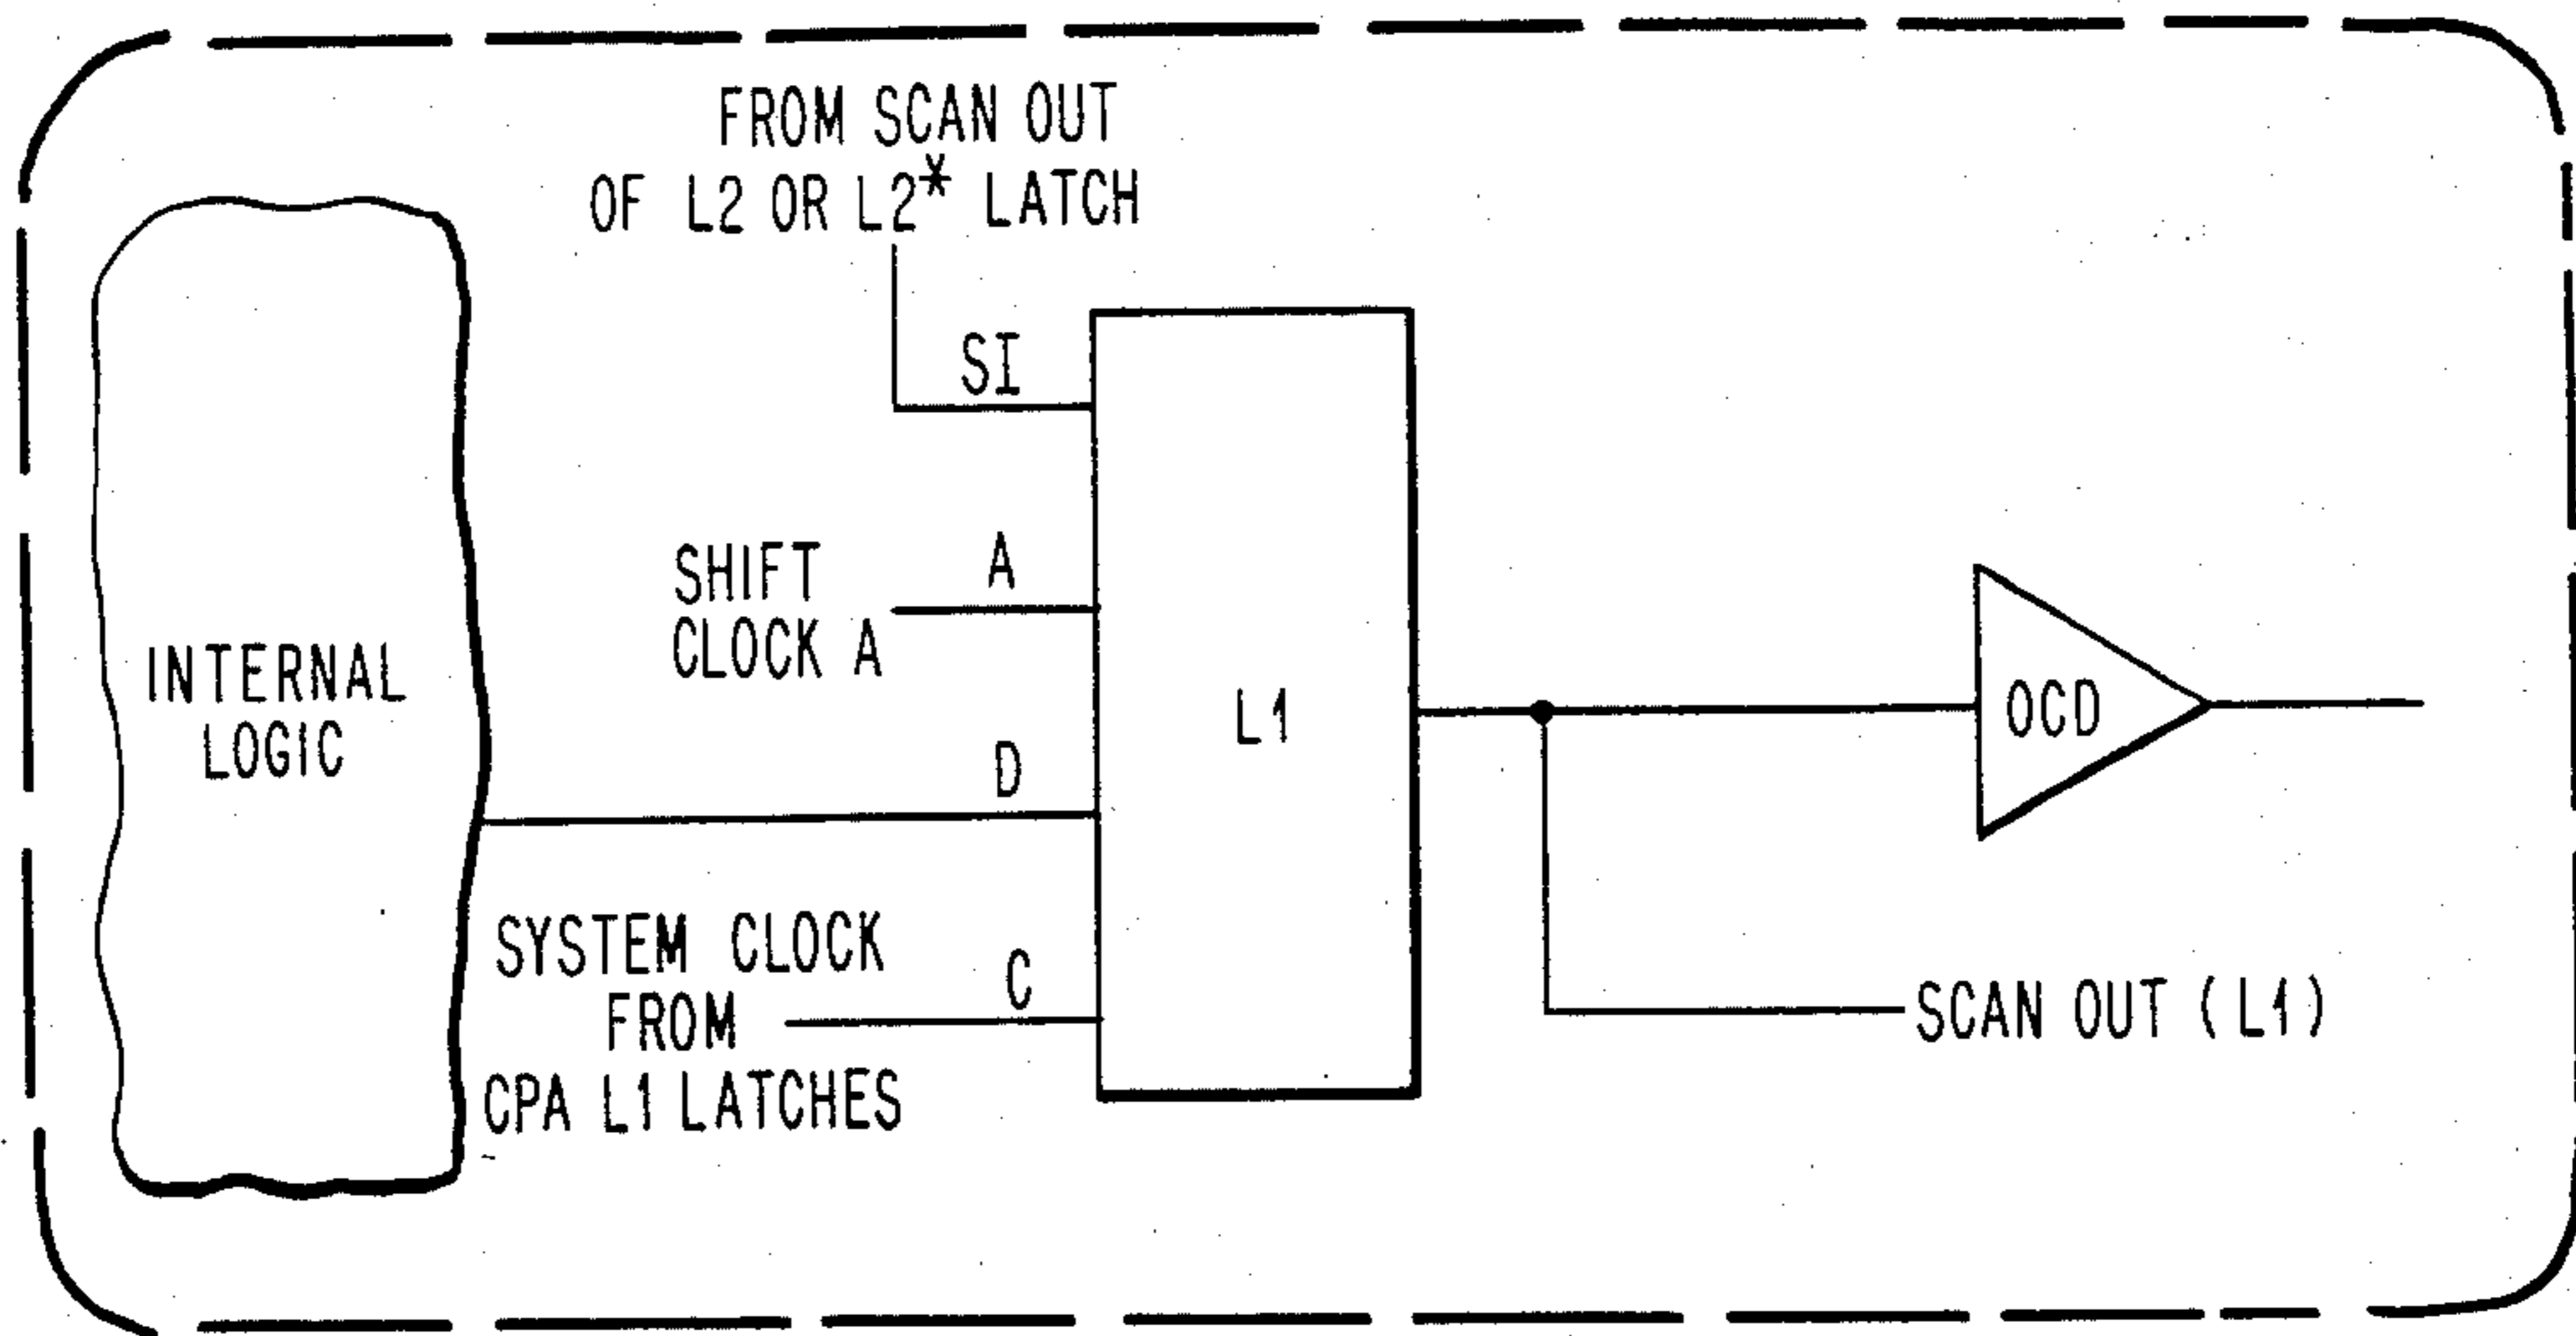 FROM SCAN OUT
OF L2 OR L2* LATCH
SI
A
SHIFT
CLOCK A
INTERNAL
LOGIC
D
L1
OCD
SYSTEM CLOCK
FROM
CPA L1 LATCHES
C
SCAN OUT (L1)